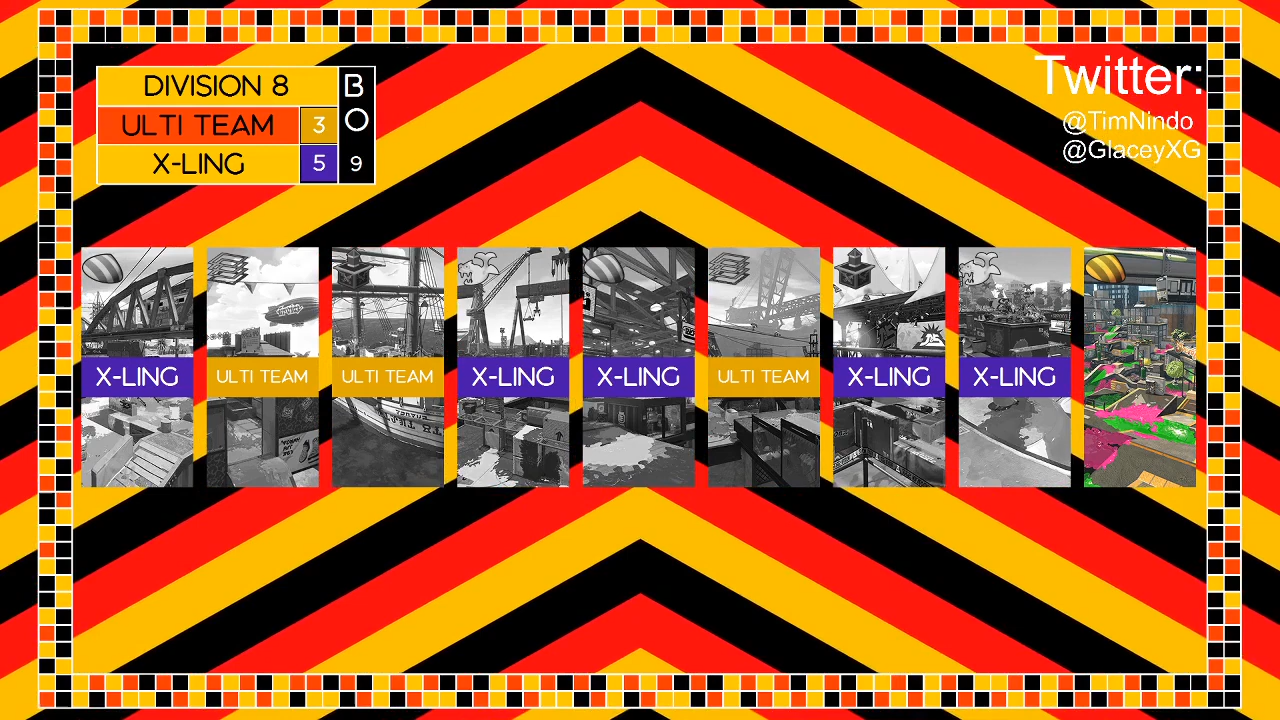 DIVISION 8
ULTI TEAM 3
X-LING 5
B
O
9
Twitter:
@TimNindo
@GlaceyXG
X-LING
ULTI TEAM
ULTI TEAM
X-LING
X-LING
ULTI TEAM
X-LING
X-LING